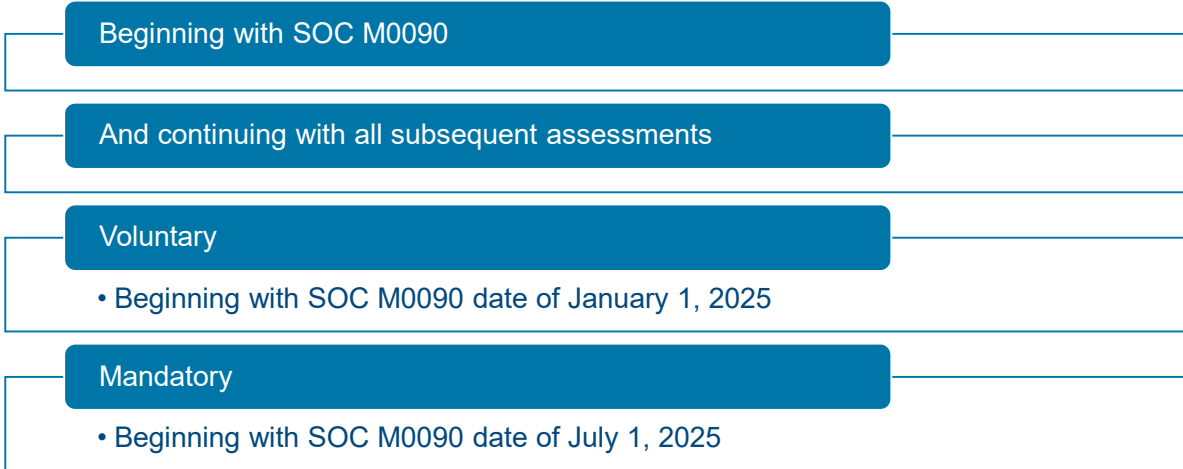 Beginning with SOC M0090
And continuing with all subsequent assessments
Voluntary
• Beginning with SOC M0090 date of January 1, 2025
Mandatory
• Beginning with SOC M0090 date of July 1, 2025